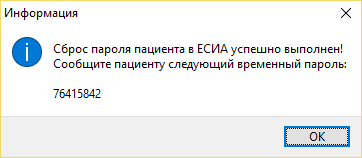 Информация
Сброс пароля пациента в ЕСИА успешно выполнен!
Сообщите пациенту следующий временный пароль:
76415842
OK